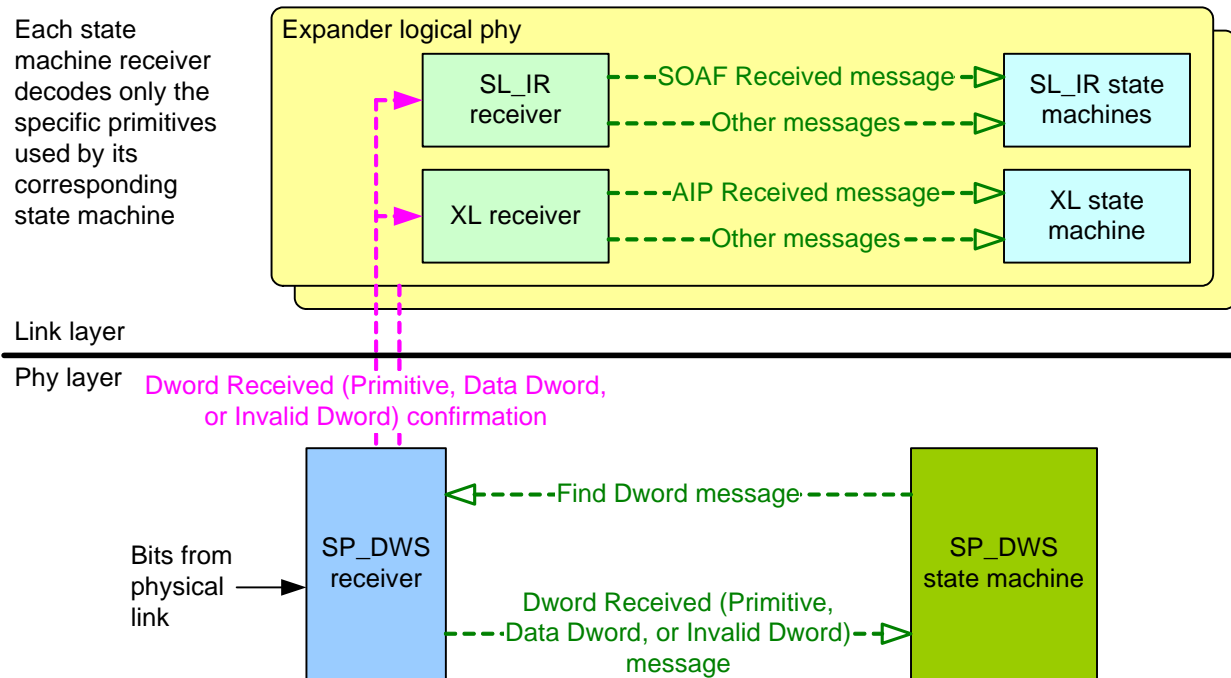 Each state
machine receiver
decodes only the
specific primitives
used by its
corresponding
state machine
Expander logical phy
SL_IR
receiver
SOAF Received message
Other messages
SL_IR state
machines
XL receiver
AIP Received message
Other messages
XL state
machine
Link layer
Phy layer
Dword Received (Primitive, Data Dword,
or Invalid Dword) confirmation
Bits from
physical
link
SP_DWS
receiver
Find Dword message
Dword Received (Primitive,
Data Dword, or Invalid Dword)
message
SP_DWS
state machine